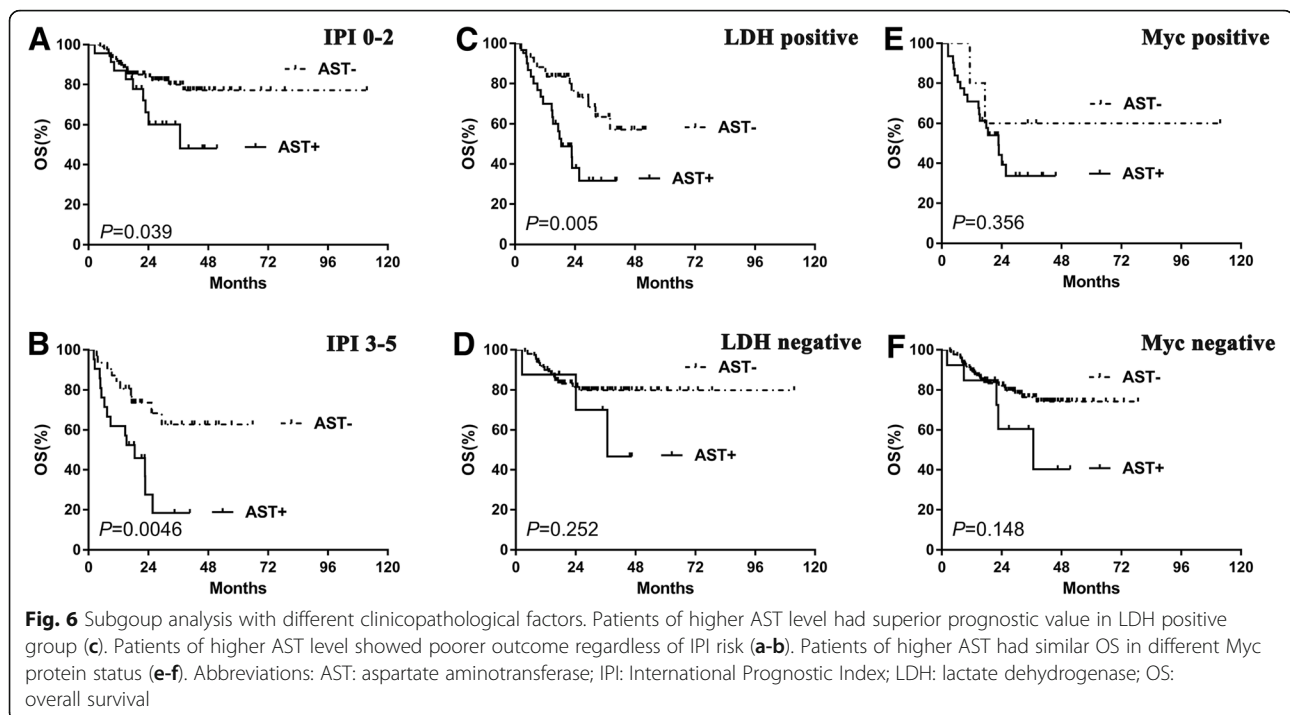 A
IPI 0-2
100
80
60
40
20
0
OS(%)
AST-
AST+
P=0.039
0 24 48 72 96 120
Months
C
LDH positive
100
80
60
40
20
0
OS(%)
AST-
AST+
P=0.005
0 24 48 72 96 120
Months
E
Myc positive
100
80
60
40
20
0
OS(%)
AST-
AST+
P=0.356
0 24 48 72 96 120
Months
B
IPI 3-5
100
80
60
40
20
0
OS(%)
AST-
AST+
P=0.0046
0 24 48 72 96 120
Months
D
LDH negative
100
80
60
40
20
0
OS(%)
AST-
AST+
P=0.252
0 24 48 72 96 120
Months
F
Myc negative
100
80
60
40
20
0
OS(%)
AST-
AST+
P=0.148
0 24 48 72 96 120
Months
Fig. 6 Subgoup analysis with different clinicopathological factors. Patients of higher AST level had superior prognostic value in LDH positive
group (c). Patients of higher AST level showed poorer outcome regardless of IPI risk (a-b). Patients of higher AST had similar OS in different Myc
protein status (e-f). Abbreviations: AST: aspartate aminotransferase; IPI: International Prognostic Index; LDH: lactate dehydrogenase; OS:
overall survival